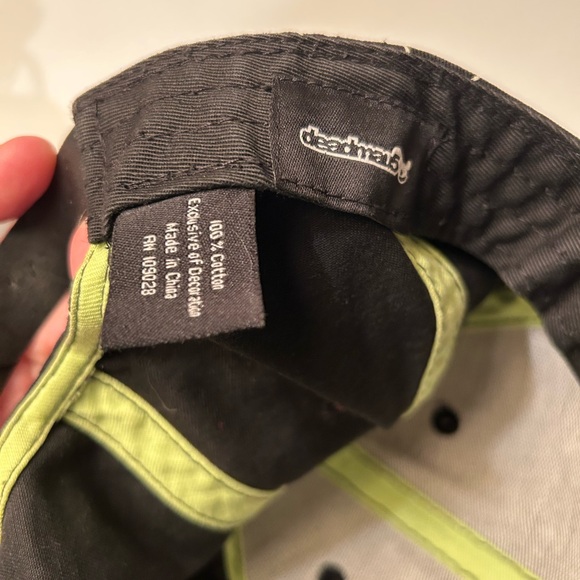 deadmau5
100% Cotton
Exclusive of Decoration
Made in China
RN 109028